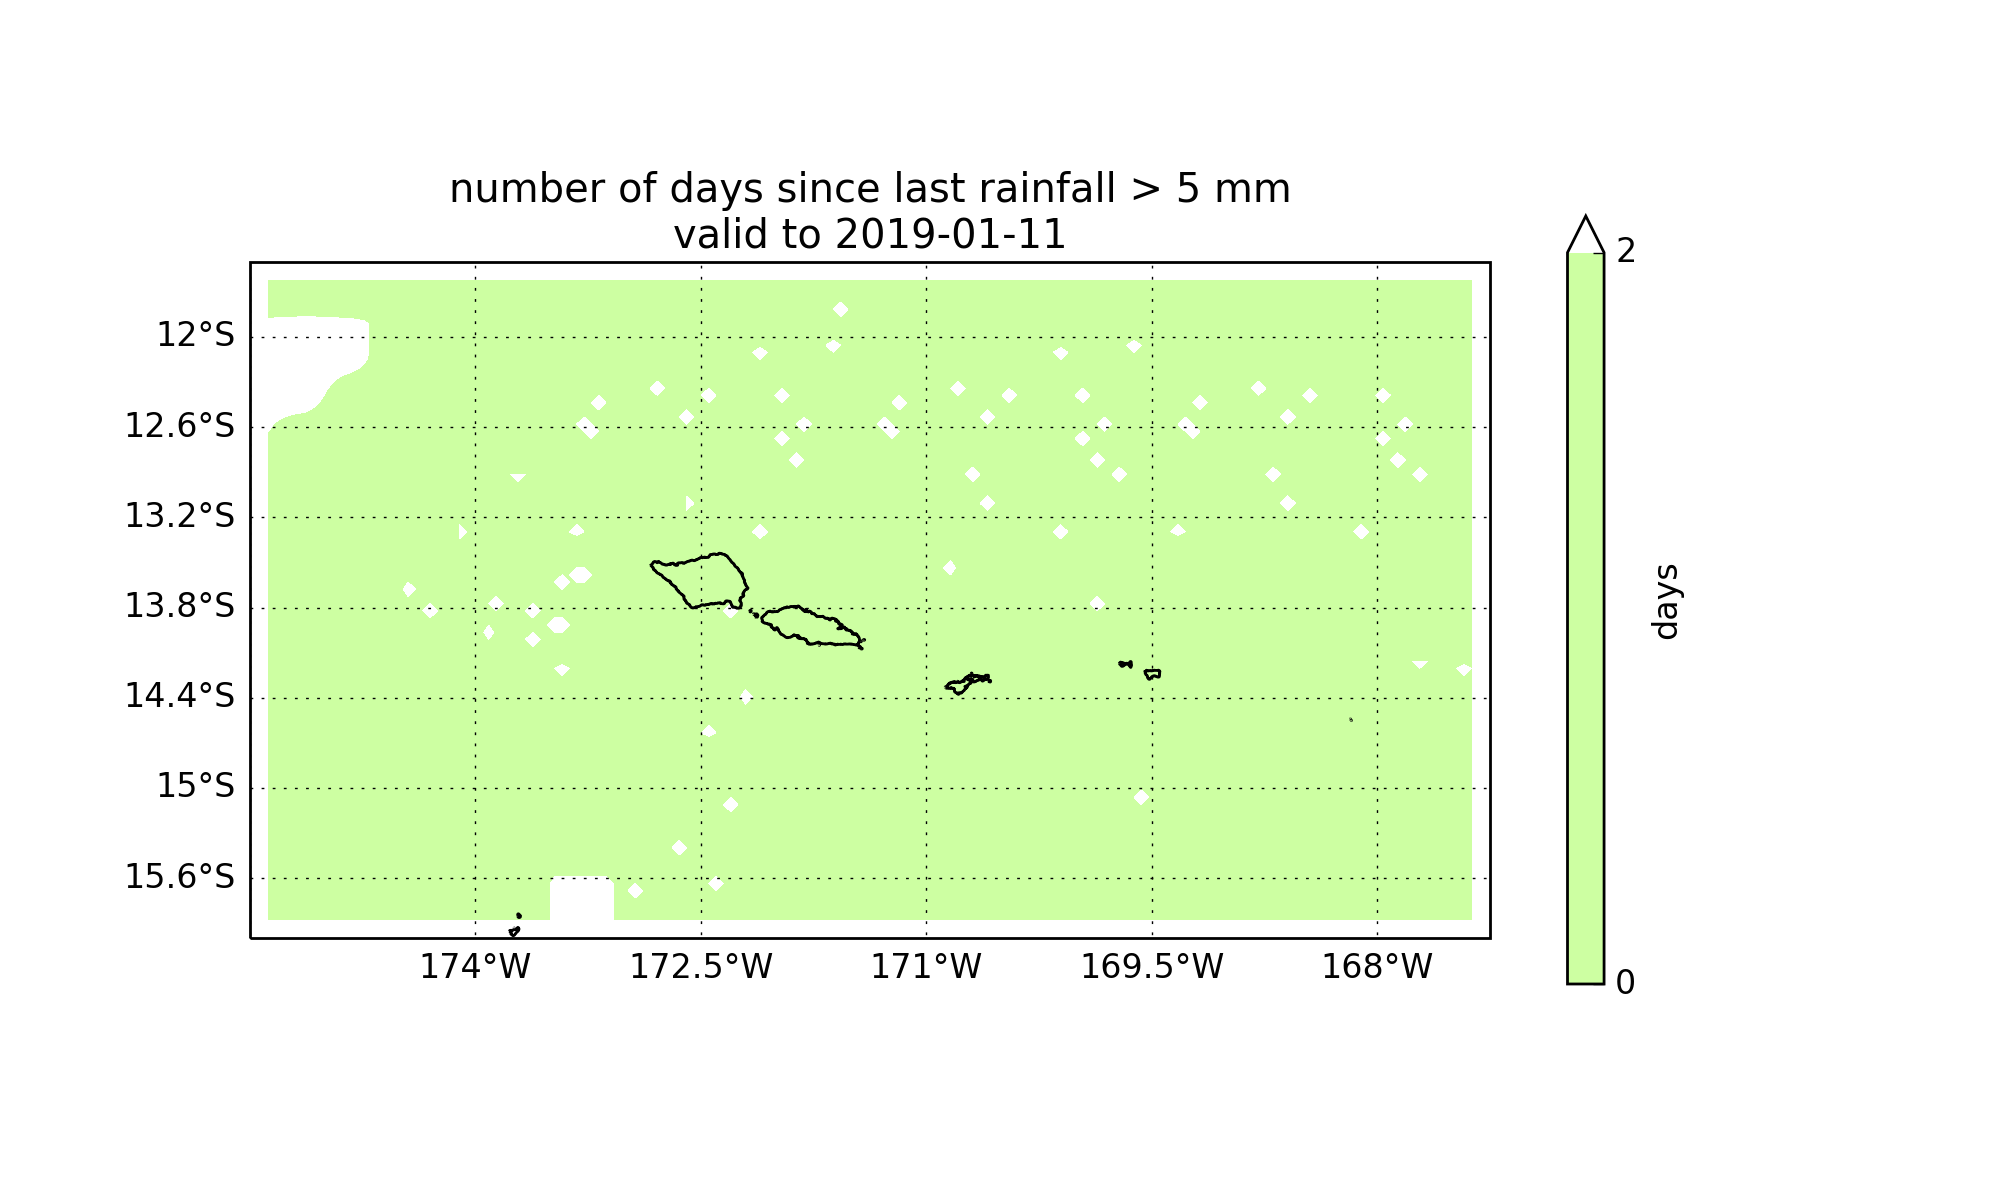 number of days since last rainfall > 5 mm
valid to 2019-01-11
2
12°S
12.6°S
13.2°S
13.8°S
14.4°S
15°S
15.6°S
days
0
174°W
172.5°W
171°W
169.5°W
168°W